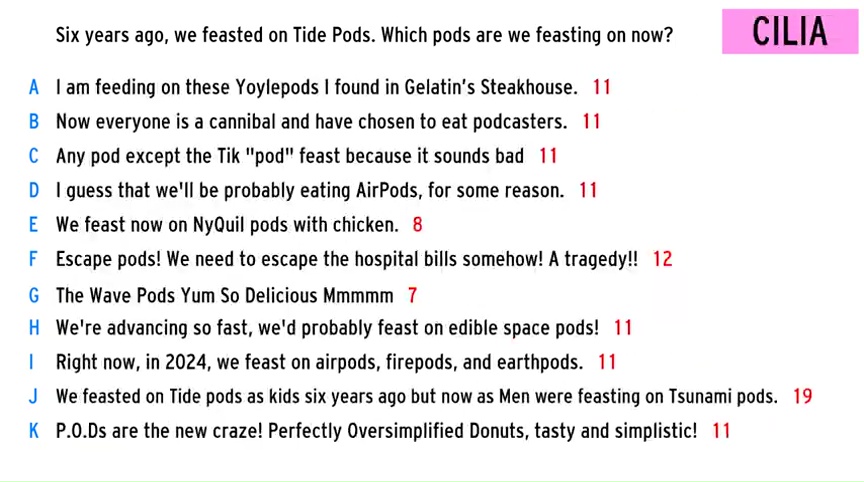 Six years ago, we feasted on Tide Pods. Which pods are we feasting on now?
CILIA
A I am feeding on these Yoylepods I found in Gelatin's Steakhouse. 11
B Now everyone is a cannibal and have chosen to eat podcasters. 11
C Any pod except the Tik "pod" feast because it sounds bad 11
D I guess that we'll be probably eating AirPods, for some reason. 11
E We feast now on NyQuil pods with chicken. 8
F Escape pods! We need to escape the hospital bills somehow! A tragedy!! 12
G The Wave Pods Yum So Delicious Mmmmm 7
H We're advancing so fast, we'd probably feast on edible space pods! 11
I Right now, in 2024, we feast on airpods, firepods, and earthpods. 11
J We feasted on Tide pods as kids six years ago but now as Men were feasting on Tsunami pods. 19
K P.O.Ds are the new craze! Perfectly Oversimplified Donuts, tasty and simplistic! 11